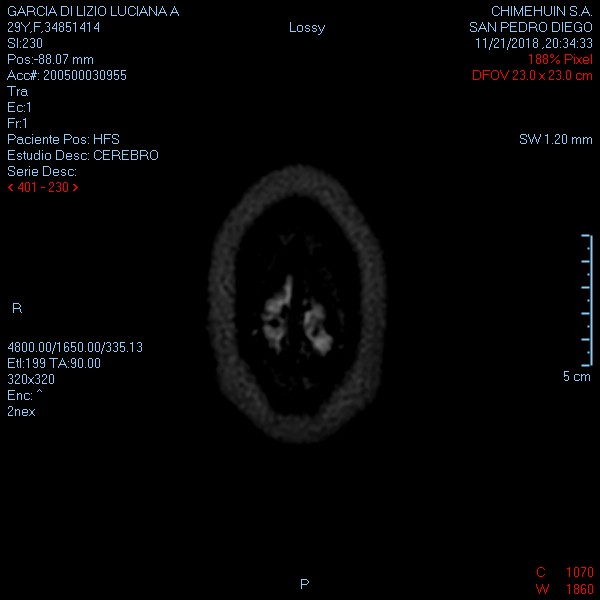 GARCIA DI LIZIO LUCIANA A
29Y,F,34851414
Sl:230
Pos:-88.07 mm
Acc#: 200500030955
Tra
Ec:1
Fr:1
Paciente Pos: HFS
Estudio Desc: CEREBRO
Serie Desc:
< 401 - 230 >
Lossy
CHIMEHUIN S.A.
SAN PEDRO DIEGO
11/21/2018 ,20:34:33
188% Pixel
DFOV 23.0 x 23.0 cm
SW 1.20 mm
R
5 cm
4800.00/1650.00/335.13
Etl:199 TA:90.00
320x320
Enc: ^
2nex
P
C 1070
W 1860